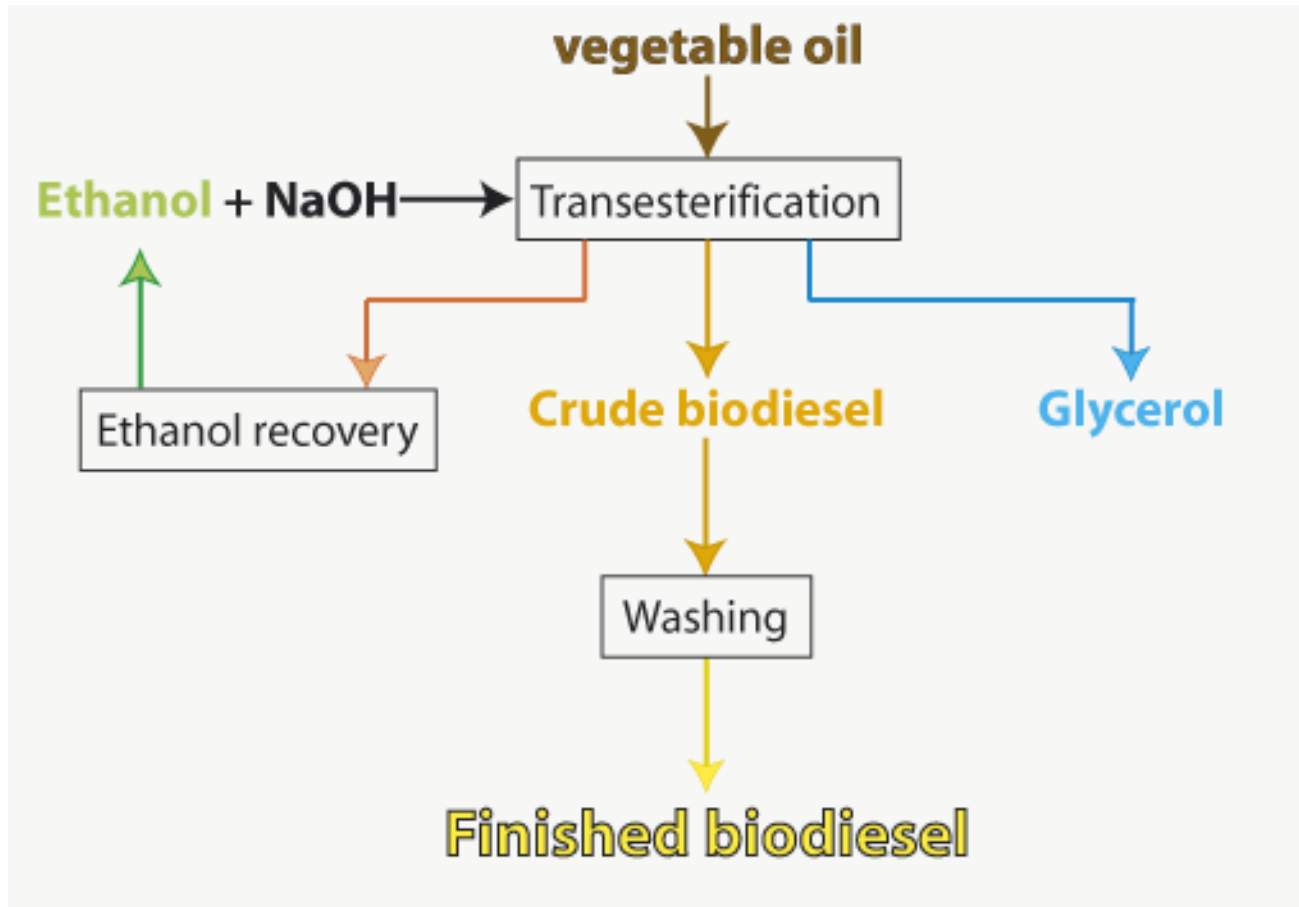 vegetable oil
Ethanol + NaOH
Transesterification
Ethanol recovery
Crude biodiesel
Glycerol
Washing
Finished biodiesel